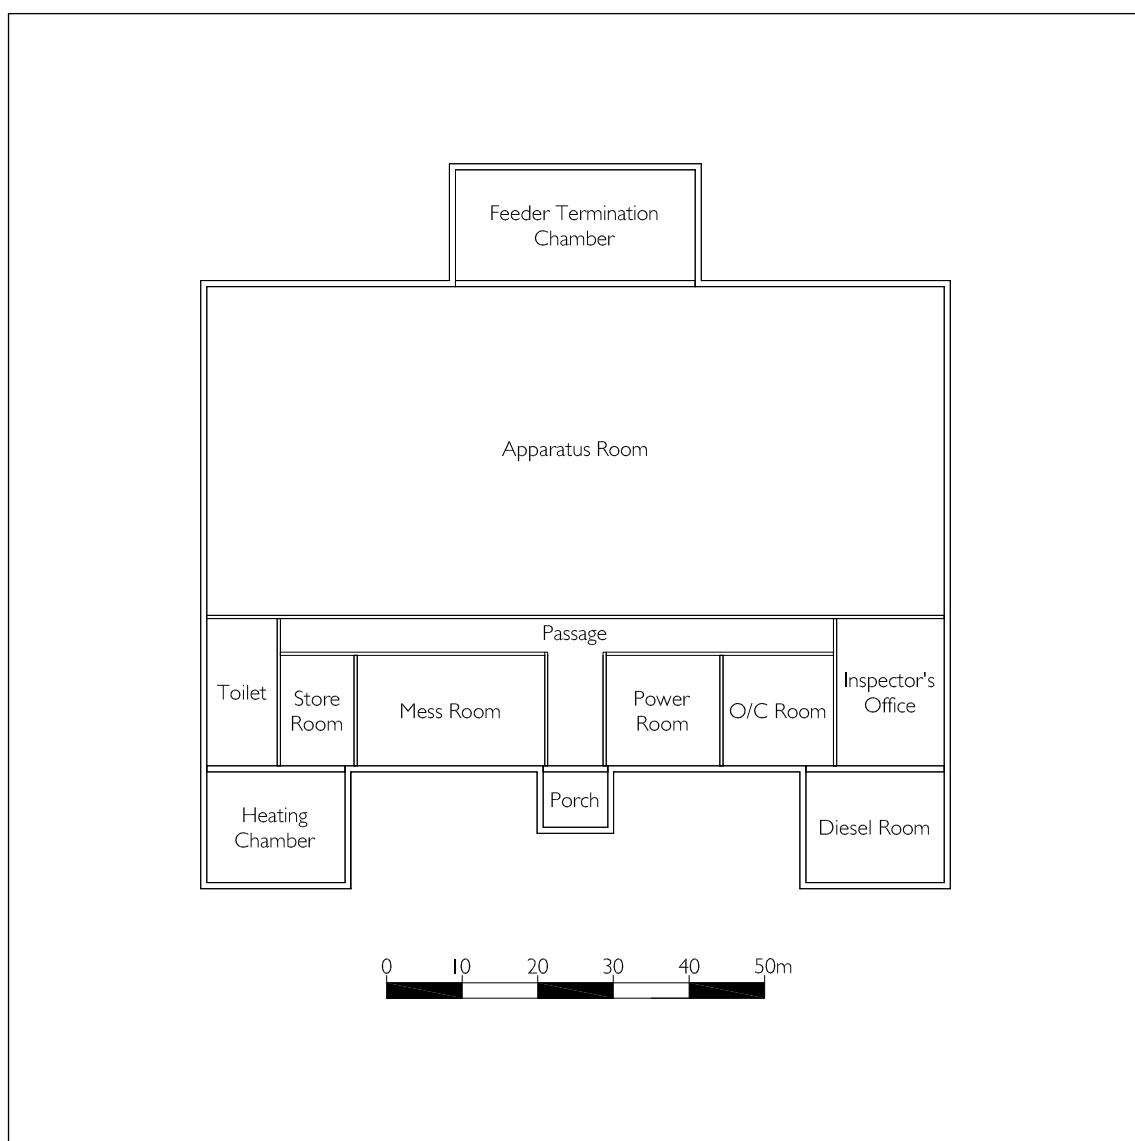 Feeder Termination
Chamber
Apparatus Room
Passage
Toilet
Store
Room
Mess Room
Power
Room
O/C Room
Inspector's
Office
Heating
Chamber
Porch
Diesel Room
0 10 20 30 40 50m